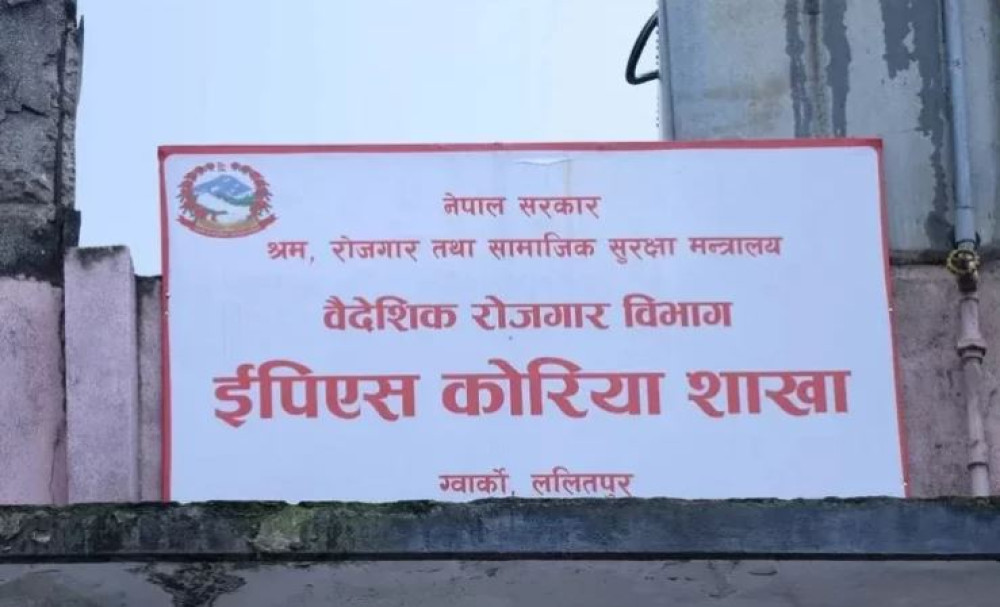 नेपाल सरकार
श्रम, रोजगार तथा सामाजिक सुरक्षा मन्त्रालय
वैदेशिक रोजगार विभाग
ईपिएस कोरिया शाखा
ग्वार्को, ललितपुर